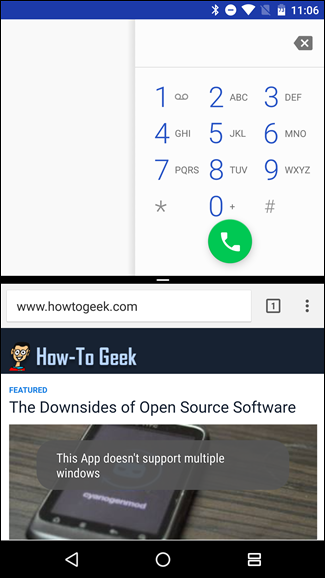 11:06
1
2 ABC
3 DEF
4 GHI
5 JKL
6 MNO
7 PQRS
8 TUV
9 WXYZ
*
0 +
#
www.howtogeek.com
1
How-To Geek
FEATURED
The Downsides of Open Source Software
This App doesn't support multiple
windows
cyanogenmod